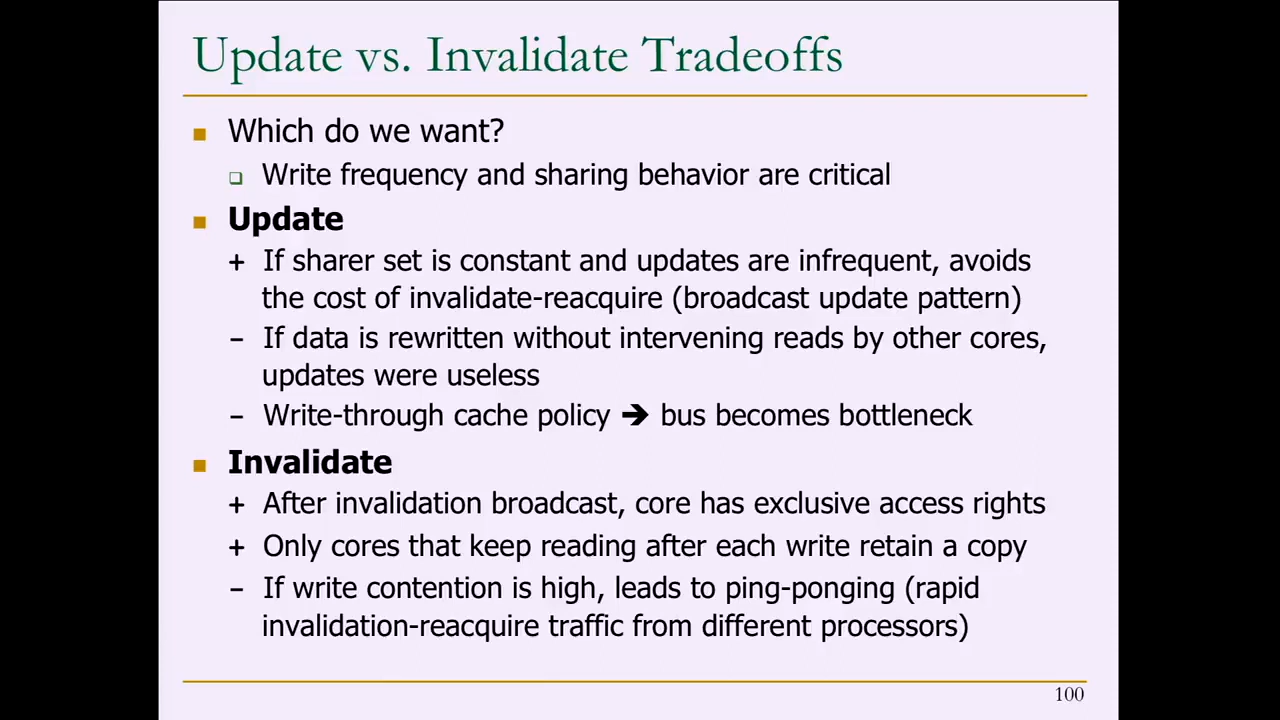 Update vs. Invalidate Tradeoffs
■ Which do we want?
❑ Write frequency and sharing behavior are critical
■ Update
+ If sharer set is constant and updates are infrequent, avoids
the cost of invalidate-reacquire (broadcast update pattern)
– If data is rewritten without intervening reads by other cores,
updates were useless
– Write-through cache policy ➔ bus becomes bottleneck
■ Invalidate
+ After invalidation broadcast, core has exclusive access rights
+ Only cores that keep reading after each write retain a copy
– If write contention is high, leads to ping-ponging (rapid
invalidation-reacquire traffic from different processors)
100